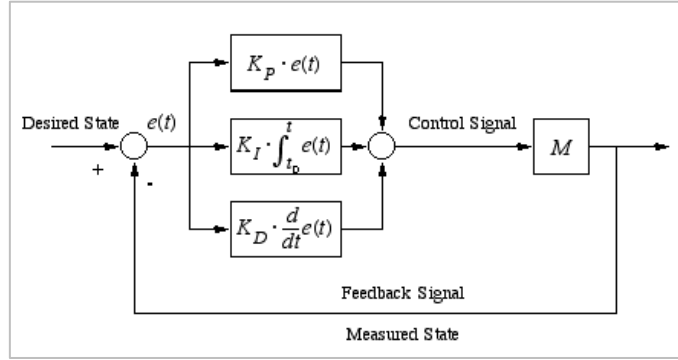 K_P · e(t)
Desired State
e(t)
Control Signal
K_I · ∫_{t_0}^{t} e(t)
M
+
-
K_D · d/dt e(t)
Feedback Signal
Measured State